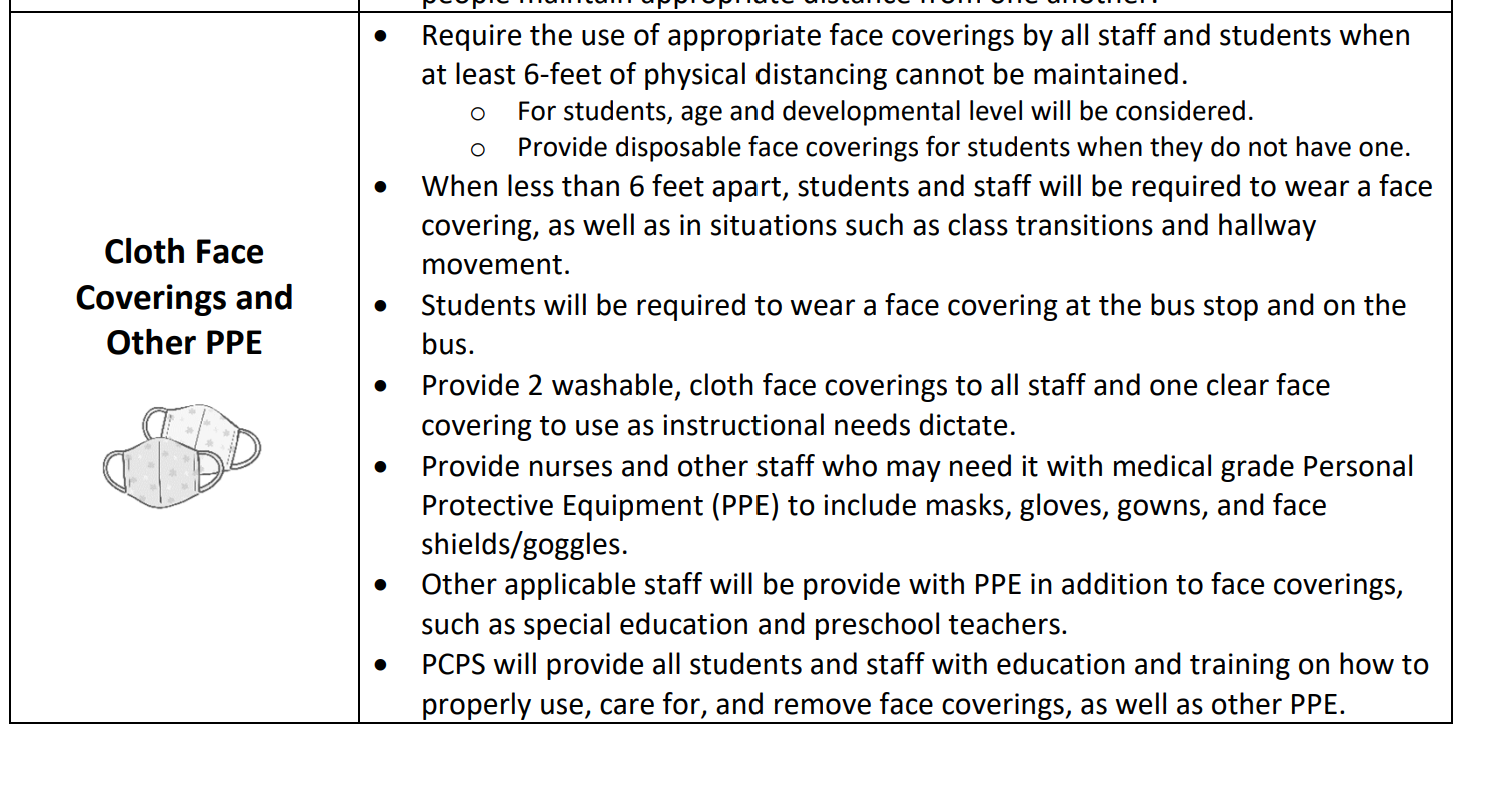 people maintain appropriate distance from one another.
Cloth Face
Coverings and
Other PPE
• Require the use of appropriate face coverings by all staff and students when
at least 6-feet of physical distancing cannot be maintained.
o For students, age and developmental level will be considered.
o Provide disposable face coverings for students when they do not have one.
• When less than 6 feet apart, students and staff will be required to wear a face
covering, as well as in situations such as class transitions and hallway
movement.
• Students will be required to wear a face covering at the bus stop and on the
bus.
• Provide 2 washable, cloth face coverings to all staff and one clear face
covering to use as instructional needs dictate.
• Provide nurses and other staff who may need it with medical grade Personal
Protective Equipment (PPE) to include masks, gloves, gowns, and face
shields/goggles.
• Other applicable staff will be provide with PPE in addition to face coverings,
such as special education and preschool teachers.
• PCPS will provide all students and staff with education and training on how to
properly use, care for, and remove face coverings, as well as other PPE.